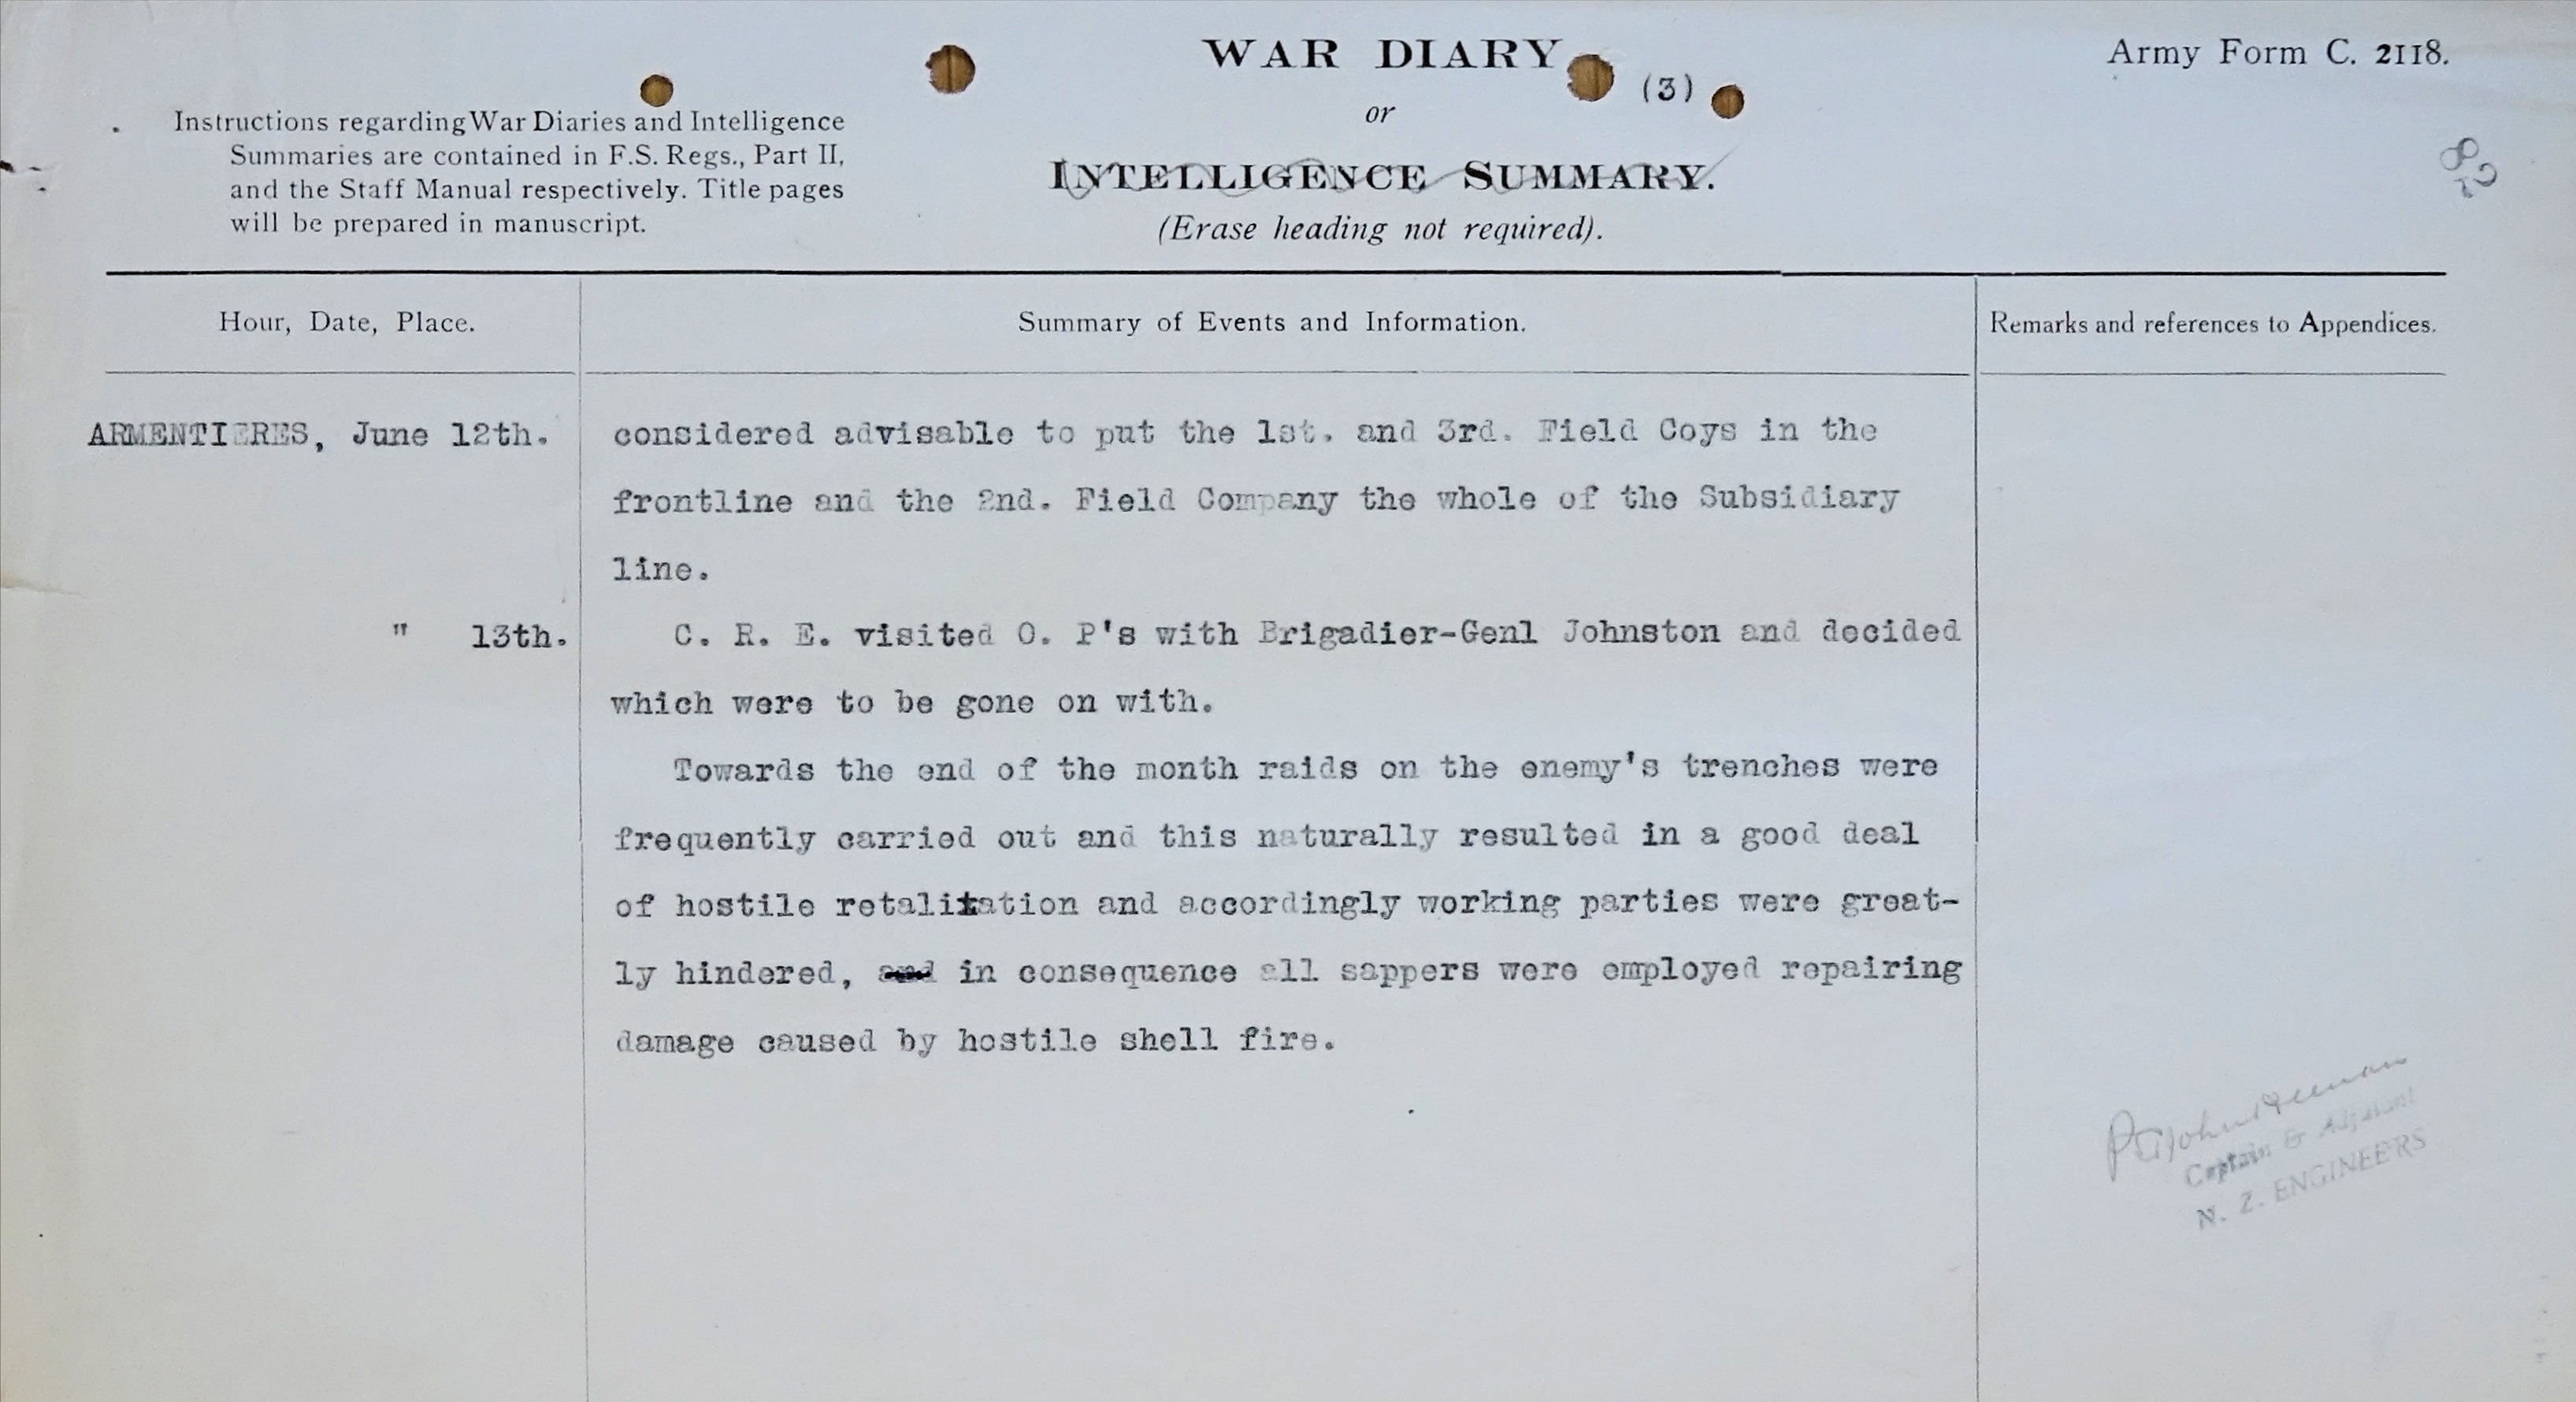 WAR DIARY
(3)
Army Form C. 2118.
or
Instructions regarding War Diaries and Intelligence
Summaries are contained in F.S. Regs., Part II,
and the Staff Manual respectively. Title pages
will be prepared in manuscript.
INTELLIGENCE SUMMARY.
(Erase heading not required).
Hour, Date, Place.
Summary of Events and Information.
Remarks and references to Appendices.
ARMENTIERES, June 12th.
considered advisable to put the 1st. and 3rd. Field Coys in the
frontline and the 2nd. Field Company the whole of the Subsidiary
line.
" 13th.
C. R. E. visited O. P's with Brigadier-Genl Johnston and decided
which were to be gone on with.
Towards the end of the month raids on the enemy's trenches were
frequently carried out and this naturally resulted in a good deal
of hostile retalitation and accordingly working parties were great-
ly hindered, and in consequence all sappers were employed repairing
damage caused by hostile shell fire.
Captain & Adjutant
N. Z. ENGINEERS